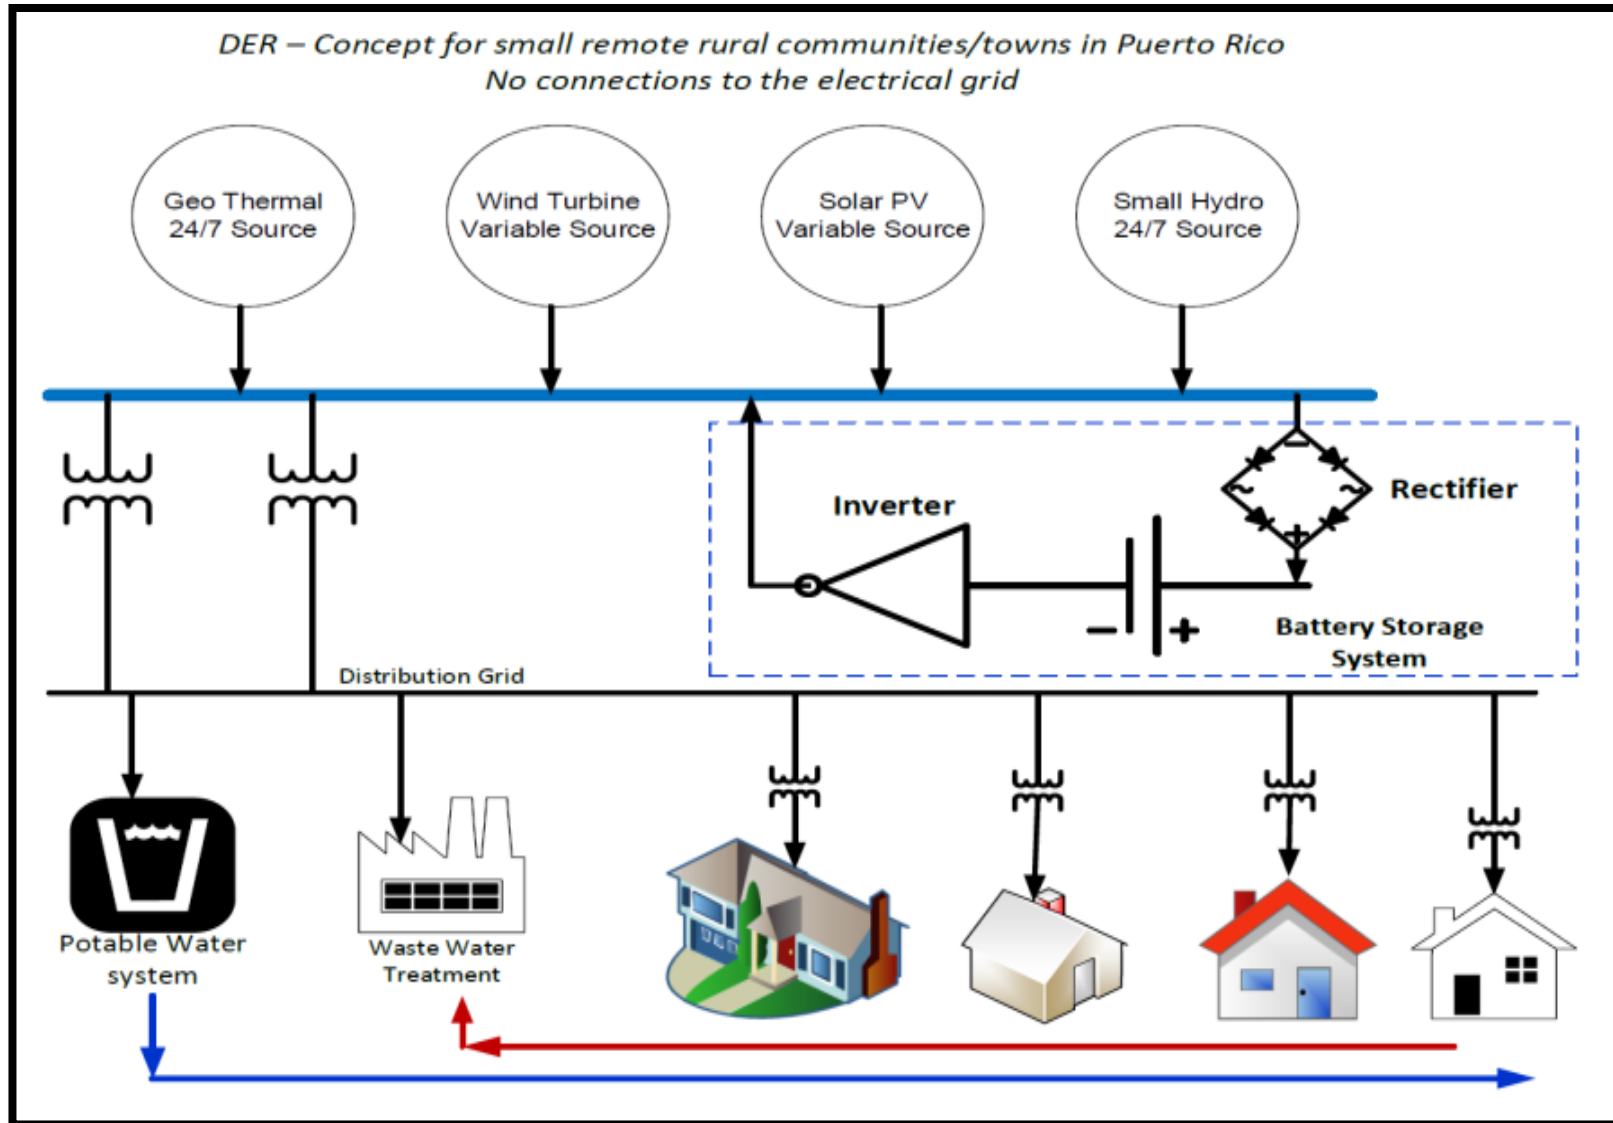 DER – Concept for small remote rural communities/towns in Puerto Rico
No connections to the electrical grid
Geo Thermal
24/7 Source
Wind Turbine
Variable Source
Solar PV
Variable Source
Small Hydro
24/7 Source
Rectifier
Inverter
Battery Storage
System
Distribution Grid
Potable Water
system
Waste Water
Treatment